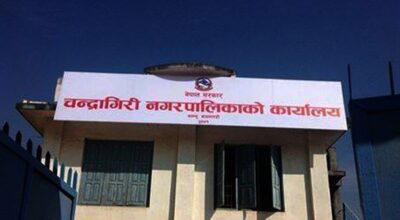 नेपाल सरकार
चन्द्रागिरी नगरपालिकाको कार्यालय